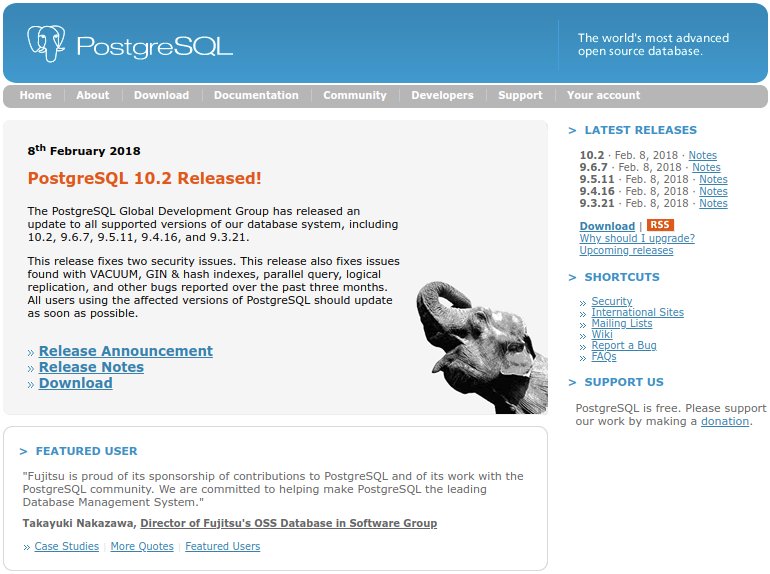 PostgreSQL
The world's most advanced
open source database.
Home
About
Download
Documentation
Community
Developers
Support
Your account
8th February 2018
PostgreSQL 10.2 Released!
The PostgreSQL Global Development Group has released an
update to all supported versions of our database system, including
10.2, 9.6.7, 9.5.11, 9.4.16, and 9.3.21.
This release fixes two security issues. This release also fixes issues
found with VACUUM, GIN & hash indexes, parallel query, logical
replication, and other bugs reported over the past three months.
All users using the affected versions of PostgreSQL should update
as soon as possible.
» Release Announcement
» Release Notes
» Download
> FEATURED USER
"Fujitsu is proud of its sponsorship of contributions to PostgreSQL and of its work with the
PostgreSQL community. We are committed to helping make PostgreSQL the leading
Database Management System."
Takayuki Nakazawa, Director of Fujitsu's OSS Database in Software Group
» Case Studies | More Quotes | Featured Users
> LATEST RELEASES
10.2 · Feb. 8, 2018 · Notes
9.6.7 · Feb. 8, 2018 · Notes
9.5.11 · Feb. 8, 2018 · Notes
9.4.16 · Feb. 8, 2018 · Notes
9.3.21 · Feb. 8, 2018 · Notes
Download | RSS
Why should I upgrade?
Upcoming releases
> SHORTCUTS
» Security
» International Sites
» Mailing Lists
» Wiki
» Report a Bug
» FAQs
> SUPPORT US
PostgreSQL is free. Please support
our work by making a donation.